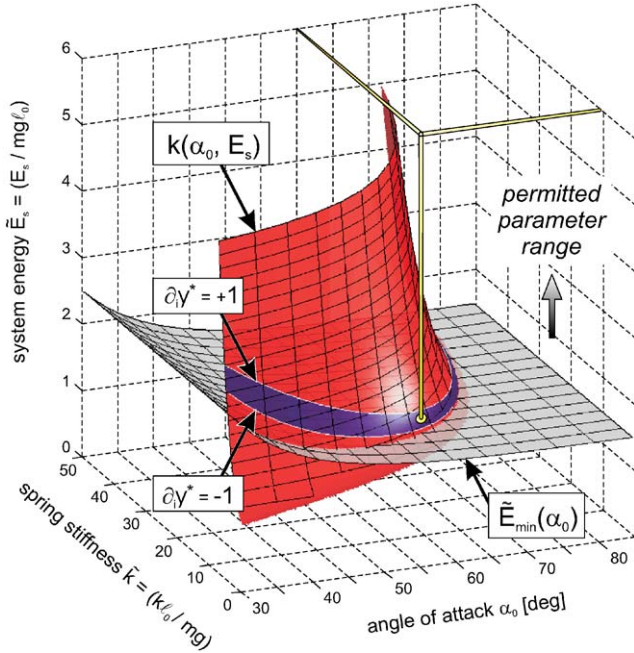 6
5
4
3
2
1
0
system energy Ẽₛ = (Eₛ / mgℓ₀)
k(α₀, Eₛ)
permitted
parameter
range
∂ᵢy* = +1
∂ᵢy* = -1
Ẽₘᵢₙ(α₀)
50
40
30
20
10
0
spring stiffness k̃ = (kℓ₀ / mg)
30
40
50
60
70
80
angle of attack α₀ [deg]